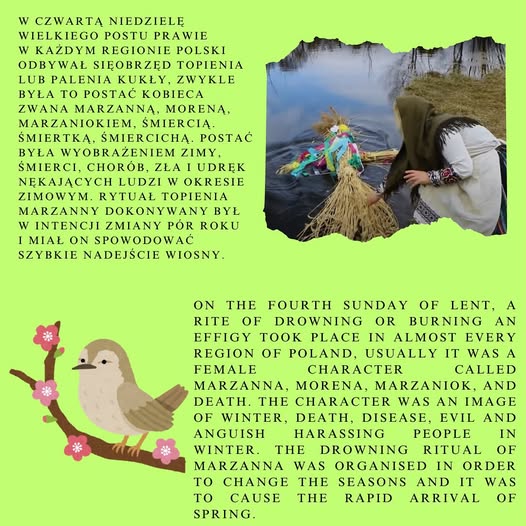 W CZWARTĄ NIEDZIELĘ
WIELKIEGO POSTU PRAWIE
W KAŻDYM REGIONIE POLSKI
ODBYWAŁ SIĘOBRZĘD TOPIENIA
LUB PALENIA KUKŁY, ZWYKLE
BYŁA TO POSTAĆ KOBIECA
ZWANA MARZANNĄ, MORENĄ,
MARZANIOKIEM, ŚMIERCIĄ.
ŚMIERTKĄ, ŚMIERCICHĄ. POSTAĆ
BYŁA WYOBRAŻENIEM ZIMY,
ŚMIERCI, CHORÓB, ZŁA I UDRĘK
NĘKAJĄCYCH LUDZI W OKRESIE
ZIMOWYM. RYTUAŁ TOPIENIA
MARZANNY DOKONYWANY BYŁ
W INTENCJI ZMIANY PÓR ROKU
I MIAŁ ON SPOWODOWAĆ
SZYBKIE NADEJŚCIE WIOSNY.
ON THE FOURTH SUNDAY OF LENT, A
RITE OF DROWNING OR BURNING AN
EFFIGY TOOK PLACE IN ALMOST EVERY
REGION OF POLAND, USUALLY IT WAS A
FEMALE CHARACTER CALLED
MARZANNA, MORENA, MARZANIOK, AND
DEATH. THE CHARACTER WAS AN IMAGE
OF WINTER, DEATH, DISEASE, EVIL AND
ANGUISH HARASSING PEOPLE IN
WINTER. THE DROWNING RITUAL OF
MARZANNA WAS ORGANISED IN ORDER
TO CHANGE THE SEASONS AND IT WAS
TO CAUSE THE RAPID ARRIVAL OF
SPRING.